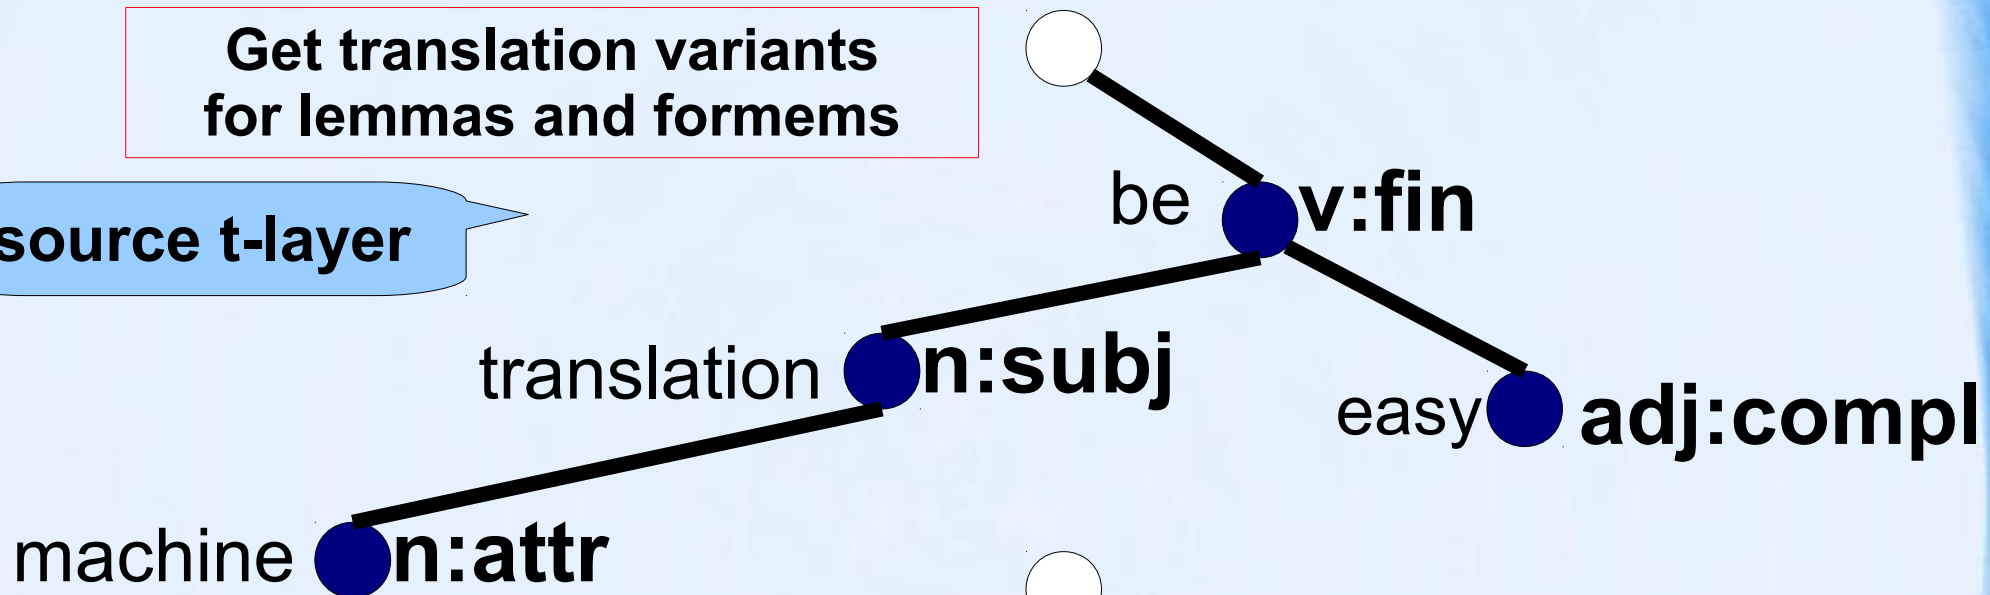 Get translation variants
for lemmas and formems
be v:fin
source t-layer
translation n:subj
easy adj:compl
machine n:attr